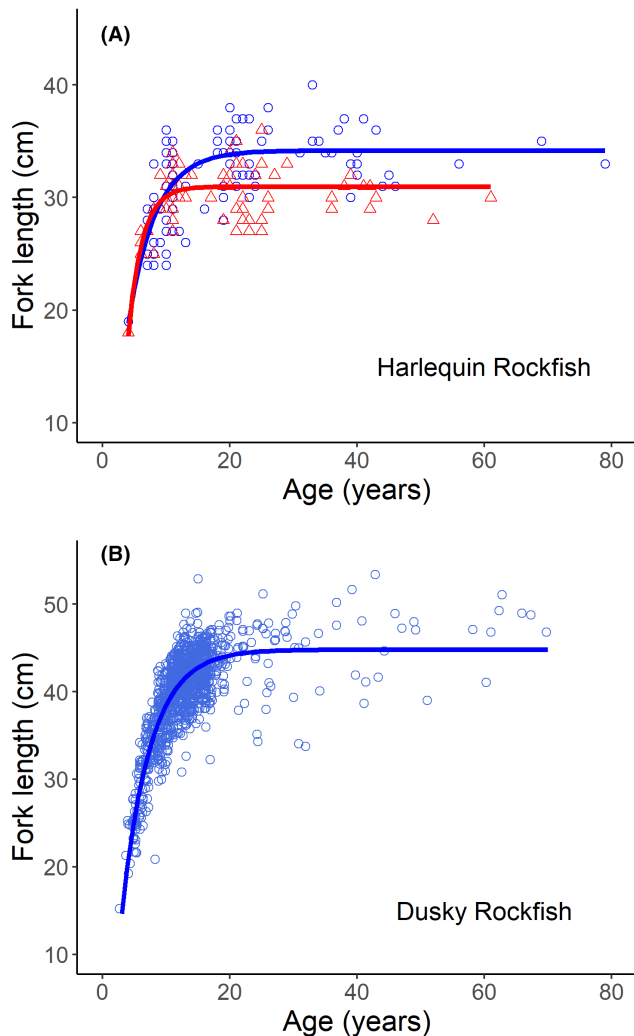 (A)
40
30
20
10
Fork length (cm)
Harlequin Rockfish
0 20 40 60 80
Age (years)
(B)
50
40
30
20
10
Fork length (cm)
Dusky Rockfish
0 20 40 60 80
Age (years)